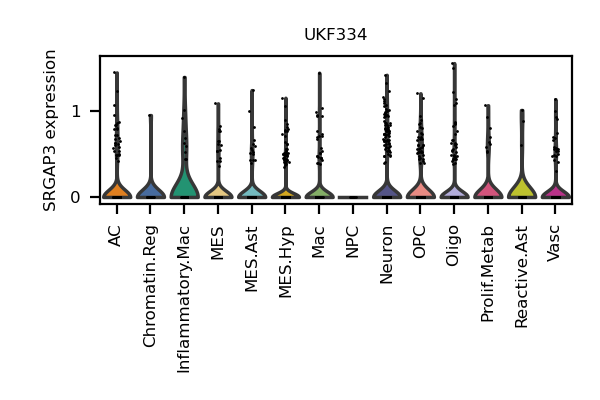 UKF334
SRGAP3 expression
1
0
AC
Chromatin.Reg
Inflammatory.Mac
MES
MES.Ast
MES.Hyp
Mac
NPC
Neuron
OPC
Oligo
Prolif.Metab
Reactive.Ast
Vasc